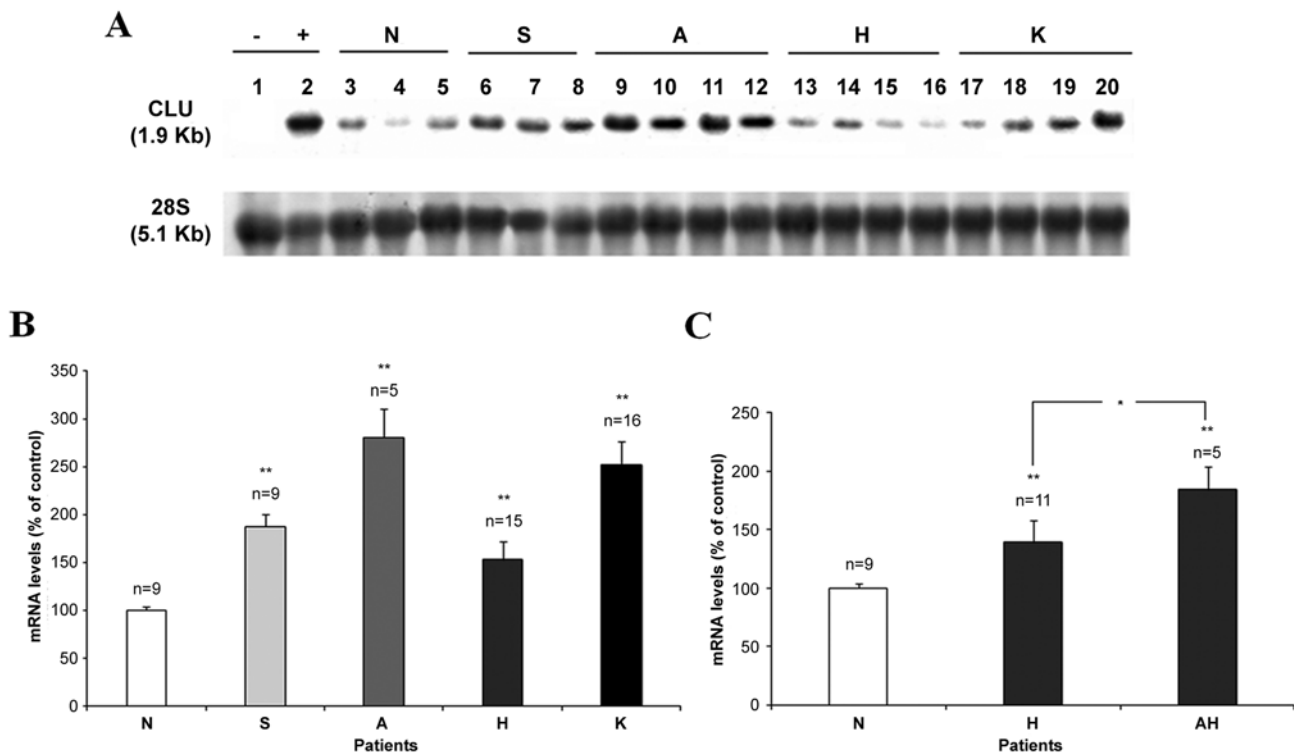 A
- + N S A H K
1 2 3 4 5 6 7 8 9 10 11 12 13 14 15 16 17 18 19 20
CLU
(1.9 Kb)
28S
(5.1 Kb)
B
mRNA levels (% of control)
350
300
250
200
150
100
50
0
n=9
**
n=9
**
n=5
**
n=15
**
n=16
N S A H K
Patients
C
mRNA levels (% of control)
250
200
150
100
50
0
*
n=9
**
n=11
**
n=5
N H AH
Patients